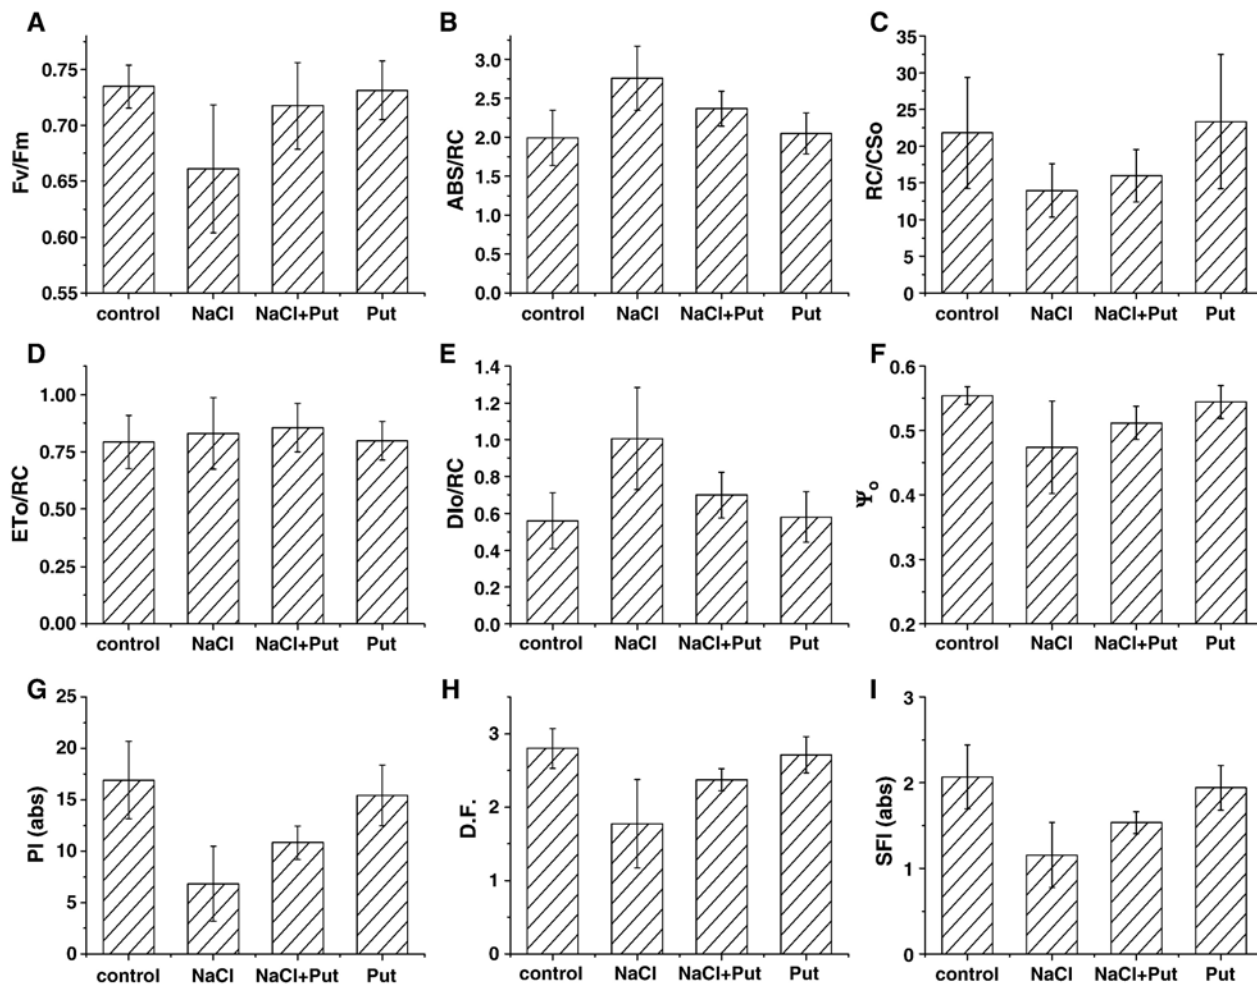 A
Fv/Fm
0.75
0.70
0.65
0.60
0.55
control NaCl NaCl+Put Put
B
ABS/RC
3.0
2.5
2.0
1.5
1.0
0.5
0.0
control NaCl NaCl+Put Put
C
RC/CSo
35
30
25
20
15
10
5
0
control NaCl NaCl+Put Put
D
ETo/RC
1.00
0.75
0.50
0.25
0.00
control NaCl NaCl+Put Put
E
DIo/RC
1.4
1.2
1.0
0.8
0.6
0.4
0.2
0.0
control NaCl NaCl+Put Put
F
Ψo
0.6
0.5
0.4
0.3
0.2
control NaCl NaCl+Put Put
G
PI (abs)
25
20
15
10
5
0
control NaCl NaCl+Put Put
H
D.F.
3
2
1
0
control NaCl NaCl+Put Put
I
SFI (abs)
3
2
1
0
control NaCl NaCl+Put Put